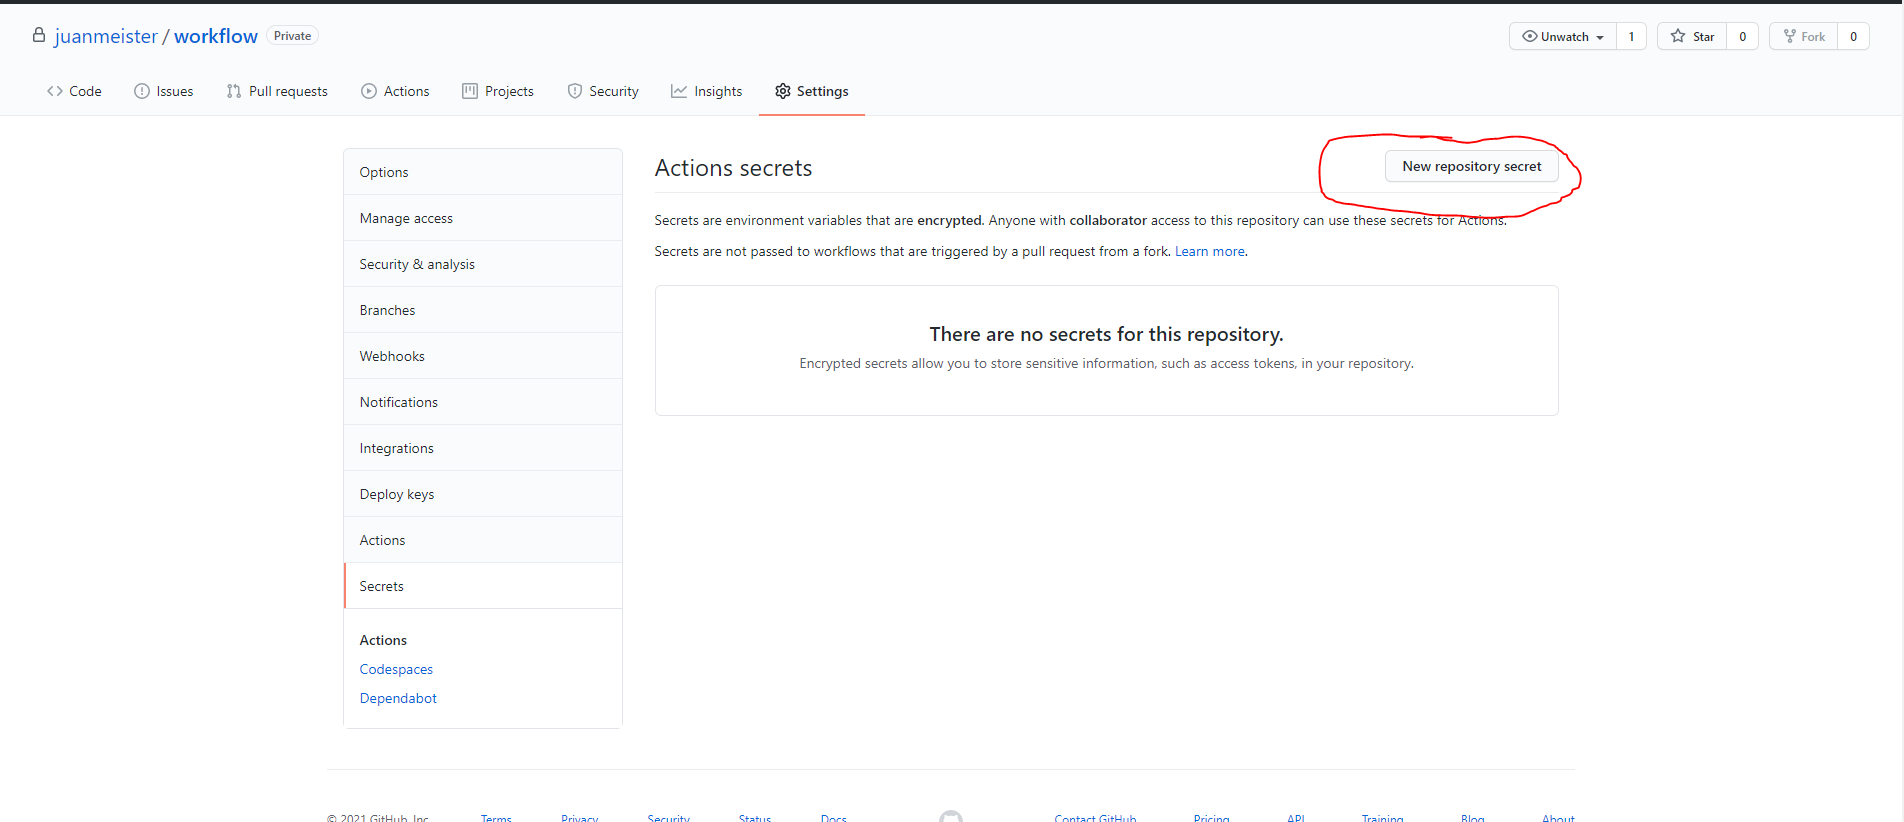 juanmeister / workflow Private Unwatch 1 Star 0 Fork 0
Code Issues Pull requests Actions Projects Security Insights Settings
Options
Manage access
Security & analysis
Branches
Webhooks
Notifications
Integrations
Deploy keys
Actions
Secrets
Actions
Codespaces
Dependabot
Actions secrets New repository secret
Secrets are environment variables that are encrypted. Anyone with collaborator access to this repository can use these secrets for Actions.
Secrets are not passed to workflows that are triggered by a pull request from a fork. Learn more.
There are no secrets for this repository.
Encrypted secrets allow you to store sensitive information, such as access tokens, in your repository.
© 2021 GitHub, Inc. Terms Privacy Security Status Docs Contact GitHub Pricing API Training Blog About